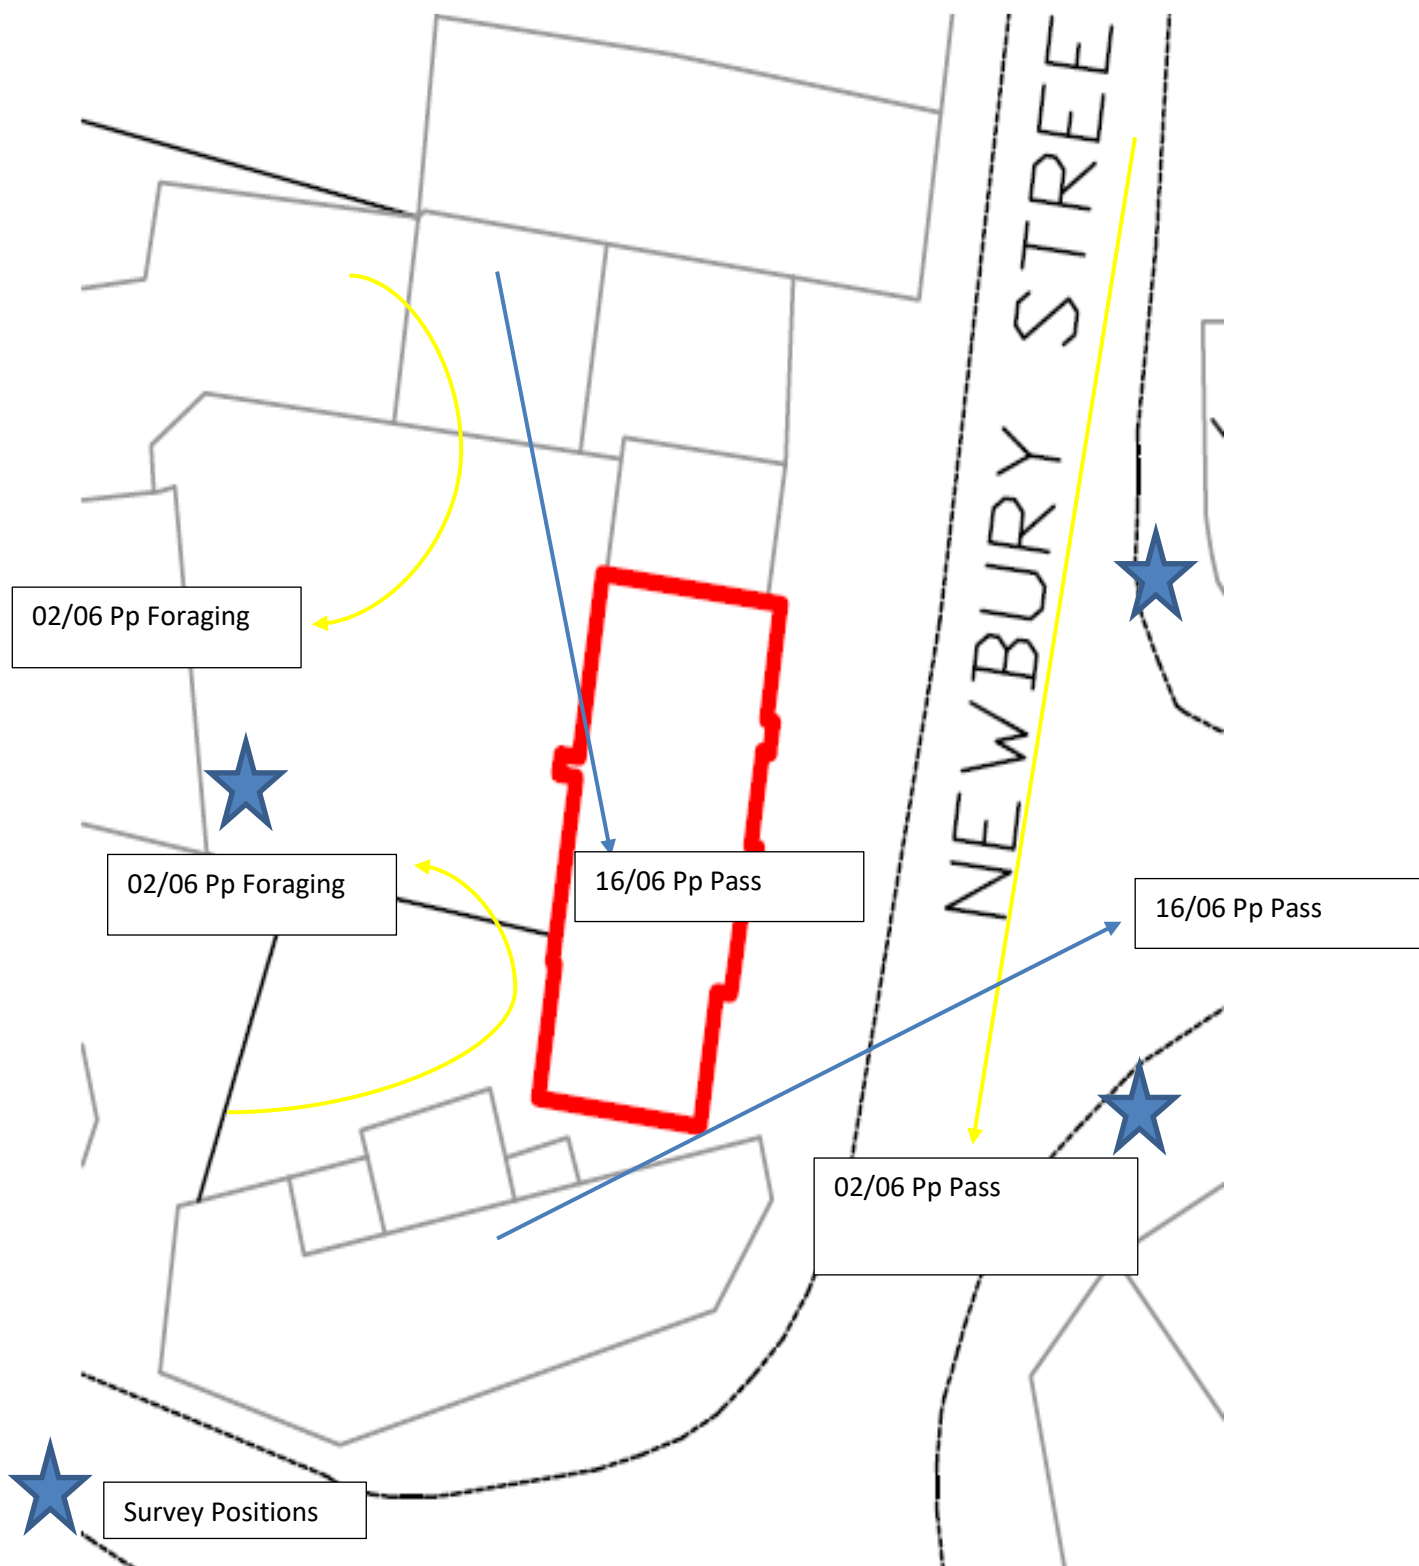 NEWBURY STREE
02/06 Pp Foraging
02/06 Pp Foraging
16/06 Pp Pass
16/06 Pp Pass
02/06 Pp Pass
Survey Positions